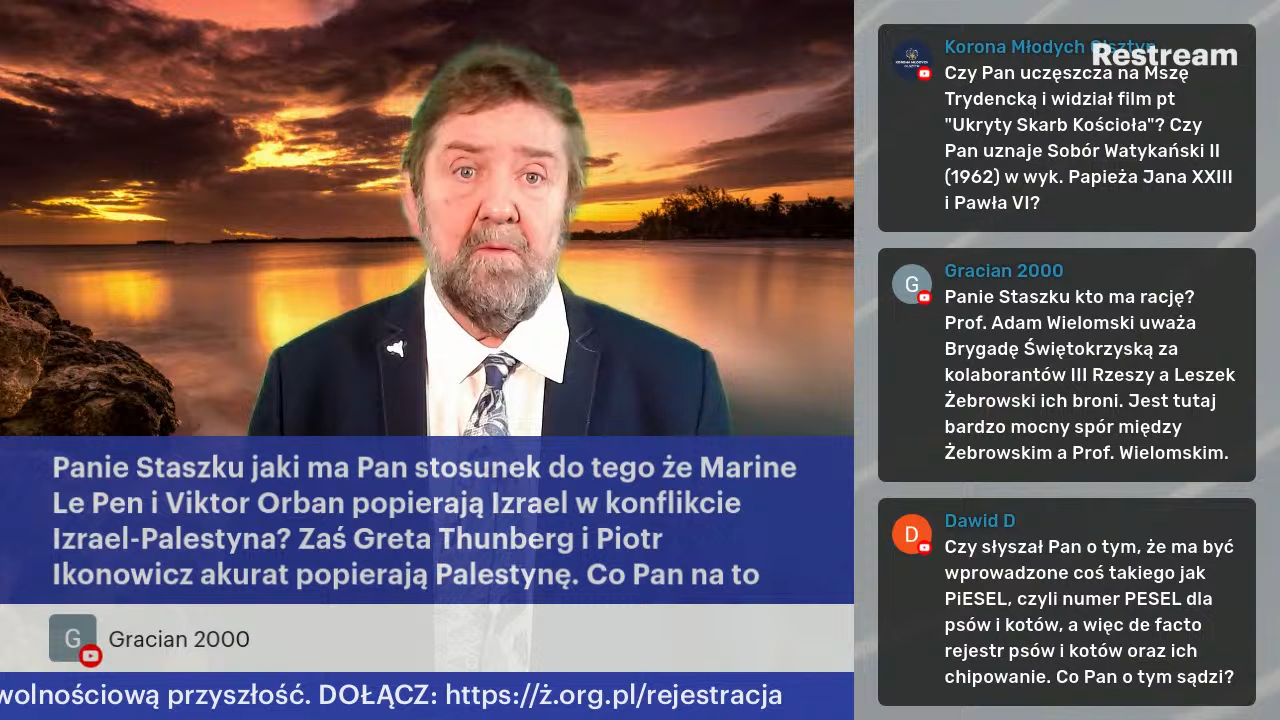 Panie Staszku jaki ma Pan stosunek do tego że Marine
Le Pen i Viktor Orban popierają Izrael w konflikcie
Izrael-Palestyna? Zaś Greta Thunberg i Piotr
Ikonowicz akurat popierają Palestynę. Co Pan na to
G
Gracian 2000
wolnościową przyszłość. DOŁĄCZ: https://ż.org.pl/rejestracja
Restream
Korona Młodych Olsztyn
Czy Pan uczęszcza na Mszę
Trydencką i widział film pt
"Ukryty Skarb Kościoła"? Czy
Pan uznaje Sobór Watykański II
(1962) w wyk. Papieża Jana XXIII
i Pawła VI?
G
Gracian 2000
Panie Staszku kto ma rację?
Prof. Adam Wielomski uważa
Brygadę Świętokrzyską za
kolaborantów III Rzeszy a Leszek
Żebrowski ich broni. Jest tutaj
bardzo mocny spór między
Żebrowskim a Prof. Wielomskim.
D
Dawid D
Czy słyszał Pan o tym, że ma być
wprowadzone coś takiego jak
PiESEL, czyli numer PESEL dla
psów i kotów, a więc de facto
rejestr psów i kotów oraz ich
chipowanie. Co Pan o tym sądzi?